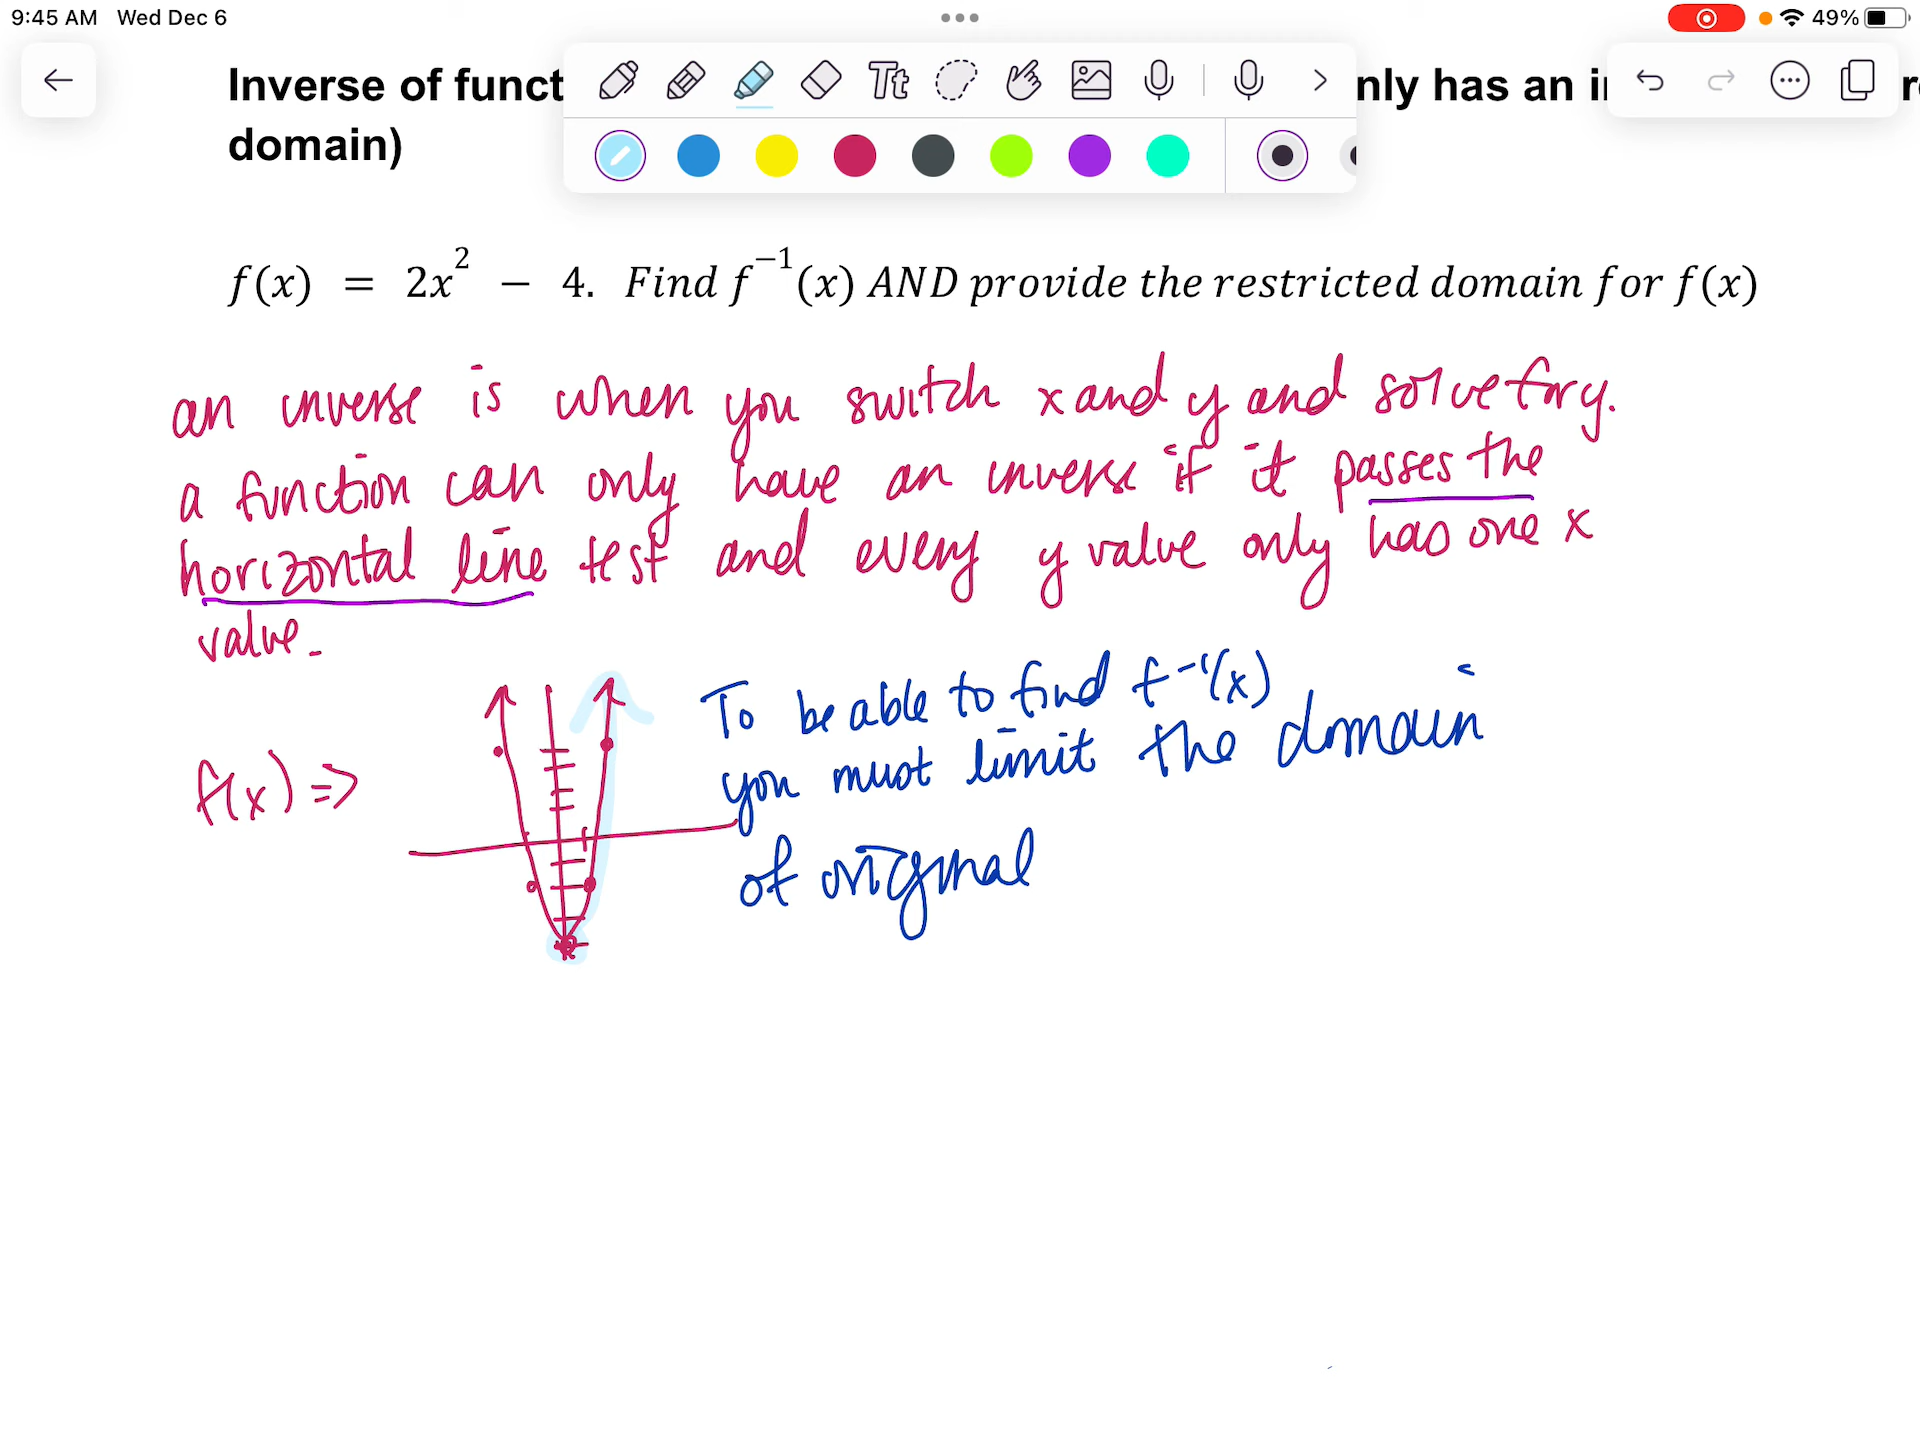 9:45 AM Wed Dec 6
49%
Inverse of funct nly has an i r
domain)
Tt
f(x) = 2x² − 4. Find f⁻¹(x) AND provide the restricted domain for f(x)
an inverse is when you switch x and y and solve for y.
a function can only have an inverse if it passes the
horizontal line test and every y value only has one x
value.
To be able to find f⁻¹(x)
you must limit the domain
f(x) =>
of original